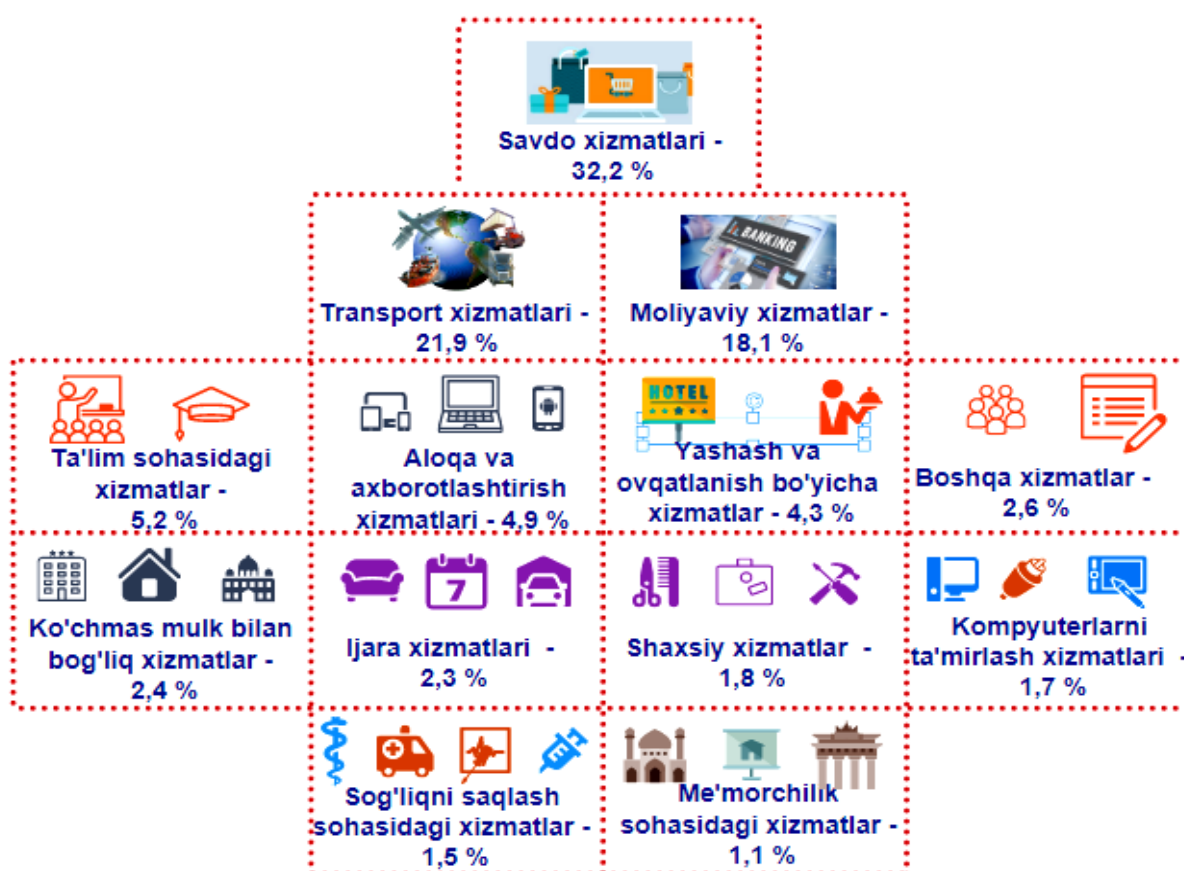 Savdo xizmatlari -
32,2 %
BANKING
Transport xizmatlari -
21,9 %
Moliyaviy xizmatlar -
18,1 %
HOTEL
Ta'lim sohasidagi
xizmatlar -
5,2 %
Aloqa va
axborotlashtirish
xizmatlari - 4,9 %
Yashash va
ovqatlanish bo'yicha
xizmatlar - 4,3 %
Boshqa xizmatlar -
2,6 %
Ko'chmas mulk bilan
bog'liq xizmatlar -
2,4 %
7
Ijara xizmatlari -
2,3 %
Shaxsiy xizmatlar -
1,8 %
Kompyuterlarni
ta'mirlash xizmatlari -
1,7 %
Sog'liqni saqlash
sohasidagi xizmatlar -
1,5 %
Me'morchilik
sohasidagi xizmatlar -
1,1 %